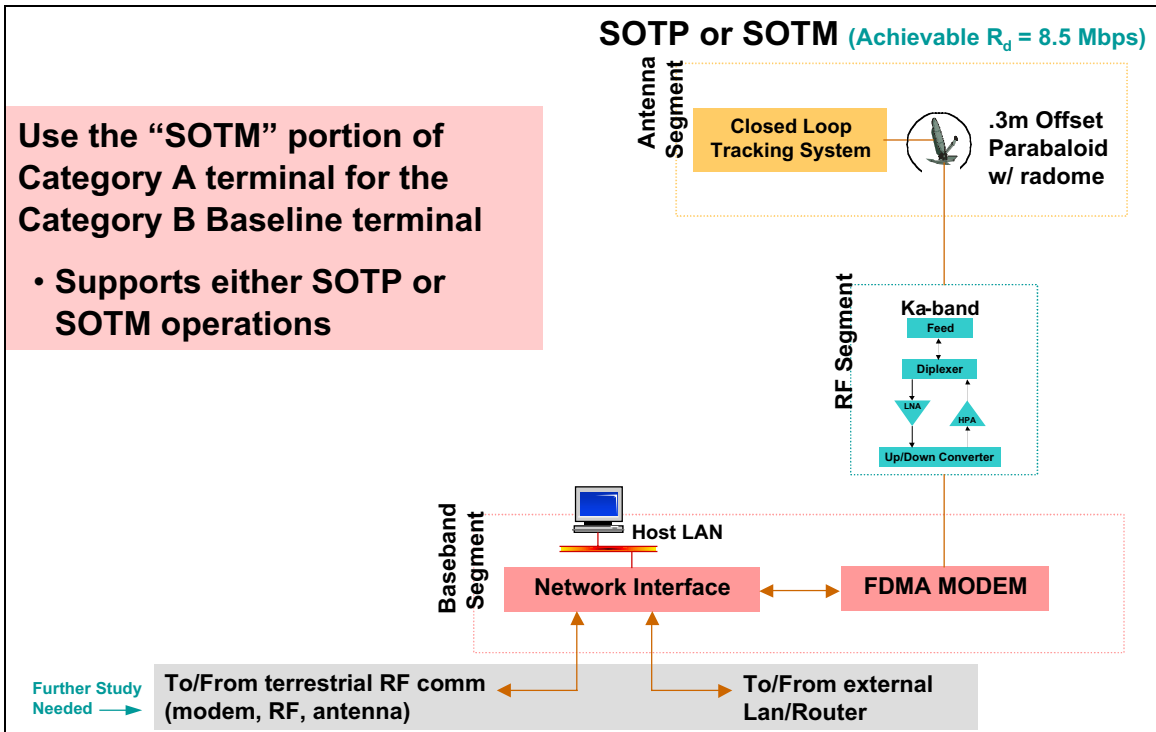 SOTP or SOTM (Achievable Rd = 8.5 Mbps)
Use the “SOTM” portion of
Category A terminal for the
Category B Baseline terminal
• Supports either SOTP or
SOTM operations
Antenna
Segment
Closed Loop
Tracking System
.3m Offset
Parabaloid
w/ radome
RF Segment
Ka-band
Feed
Diplexer
LNA
HPA
Up/Down Converter
Baseband
Segment
Host LAN
Network Interface
FDMA MODEM
Further Study
Needed
To/From terrestrial RF comm
(modem, RF, antenna)
To/From external
Lan/Router